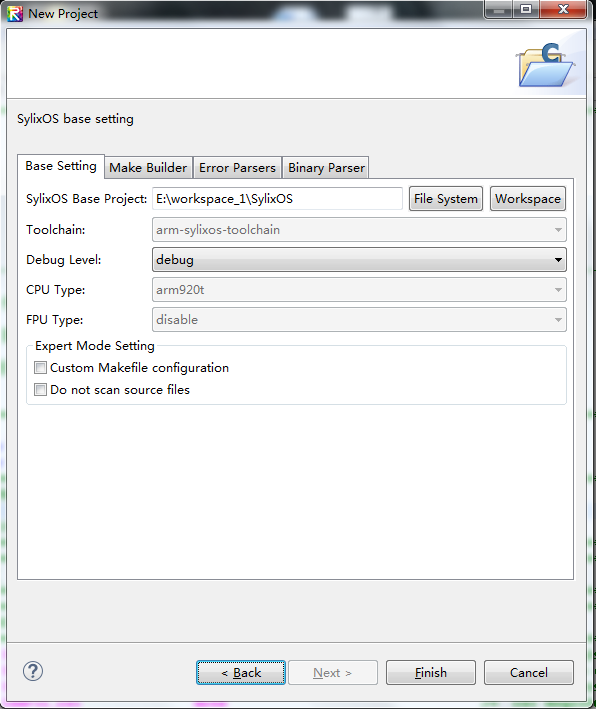 New Project
SylixOS base setting
Base Setting Make Builder Error Parsers Binary Parser
SylixOS Base Project: E:\workspace_1\SylixOS File System Workspace
Toolchain: arm-sylixos-toolchain
Debug Level: debug
CPU Type: arm920t
FPU Type: disable
Expert Mode Setting
Custom Makefile configuration
Do not scan source files
? < Back Next > Finish Cancel